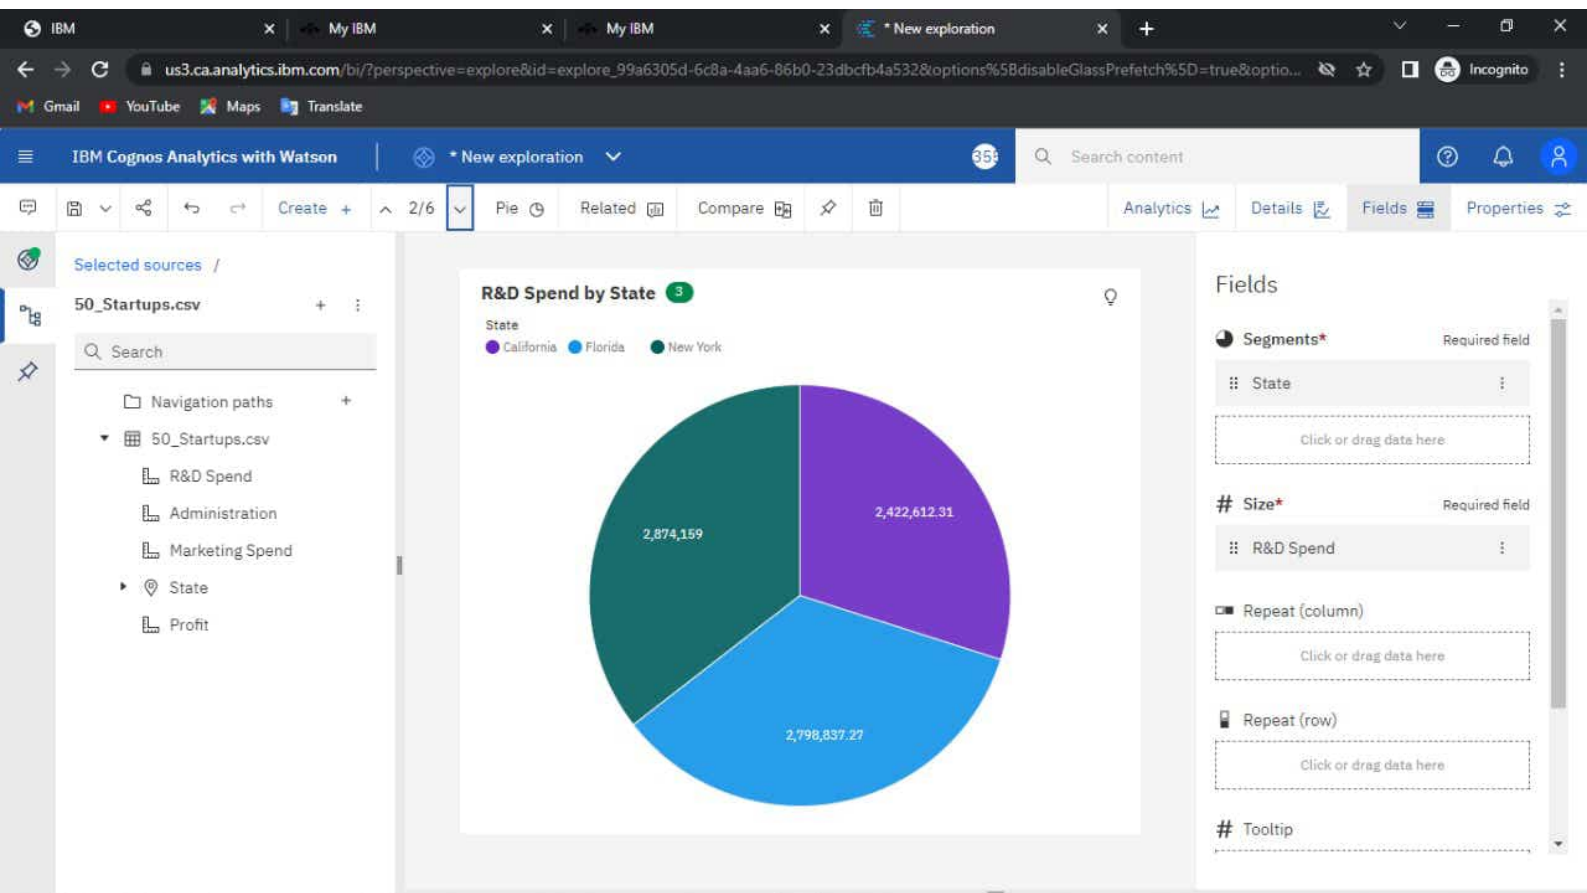 IBM
My IBM
My IBM
* New exploration
us3.ca.analytics.ibm.com/bi/?perspective=explore&id=explore_99a6305d-6c8a-4aa6-86b0-23dbcfb4a532&options%5BdisableGlassPrefetch%5D=true&optio...
Incognito
Gmail
YouTube
Maps
Translate
IBM Cognos Analytics with Watson
* New exploration
Search content
Create +
2/6
Pie
Related
Compare
Analytics
Details
Fields
Properties
Selected sources /
50_Startups.csv
Search
Navigation paths
50_Startups.csv
R&D Spend
Administration
Marketing Spend
State
Profit
R&D Spend by State 3
State
California
Florida
New York
2,422,612.31
2,874,159
2,798,837.27
Fields
Segments*
Required field
State
Click or drag data here
# Size*
Required field
R&D Spend
Repeat (column)
Click or drag data here
Repeat (row)
Click or drag data here
# Tooltip